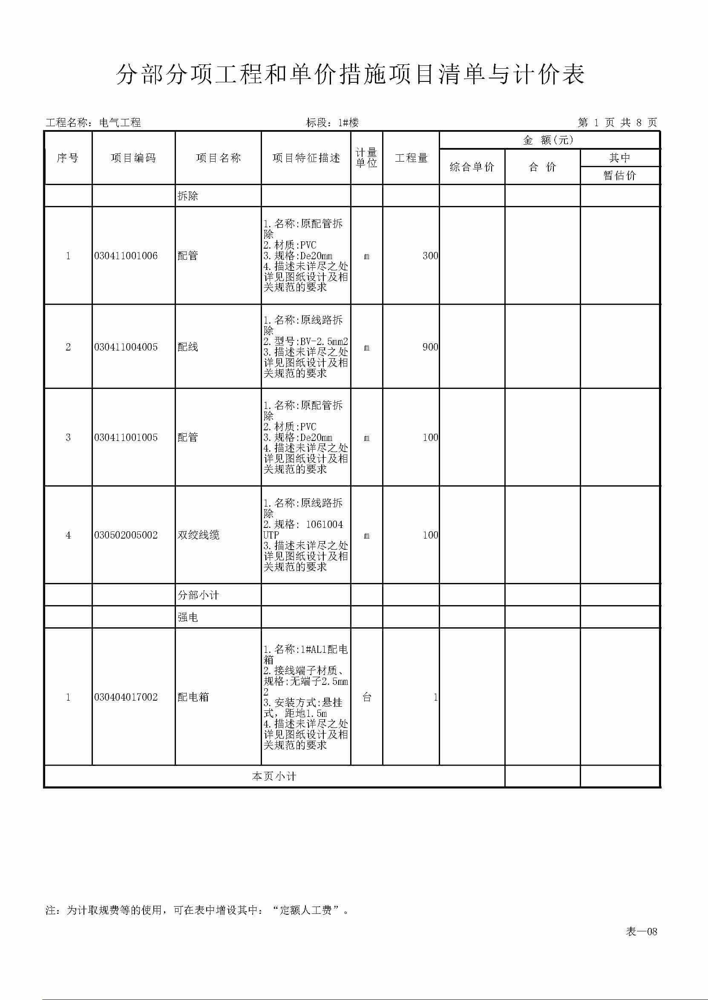 分部分项工程和单价措施项目清单与计价表
工程名称：电气工程 标段：1#楼 第 1 页 共 8 页
序号 项目编码 项目名称 项目特征描述 计量单位 工程量 金 额(元)
综合单价 合 价 其中
暂估价
拆除
1 030411001006 配管
1.名称:原配管拆
除
2.材质:PVC
3.规格:De20mm
4.描述未详尽之处
详见图纸设计及相
关规范的要求
m 300
2 030411004005 配线
1.名称:原线路拆
除
2.型号:BV-2.5mm2
3.描述未详尽之处
详见图纸设计及相
关规范的要求
m 900
3 030411001005 配管
1.名称:原配管拆
除
2.材质:PVC
3.规格:De20mm
4.描述未详尽之处
详见图纸设计及相
关规范的要求
m 100
4 030502005002 双绞线缆
1.名称:原线路拆
除
2.规格: 1061004
UTP
3.描述未详尽之处
详见图纸设计及相
关规范的要求
m 100
分部小计
强电
1 030404017002 配电箱
1.名称:1#AL1配电
箱
2.接线端子材质、
规格:无端子2.5mm
2
3.安装方式:悬挂
式，距地1.5m
4.描述未详尽之处
详见图纸设计及相
关规范的要求
台 1
本页小计
注：为计取规费等的使用，可在表中增设其中：“定额人工费”。
表—08